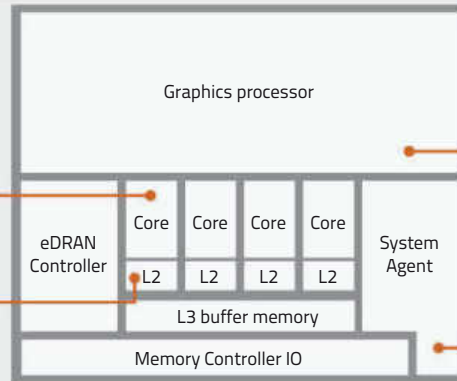 Graphics processor
eDRAN
Controller
Core
Core
Core
Core
System
Agent
L2
L2
L2
L2
L3 buffer memory
Memory Controller IO